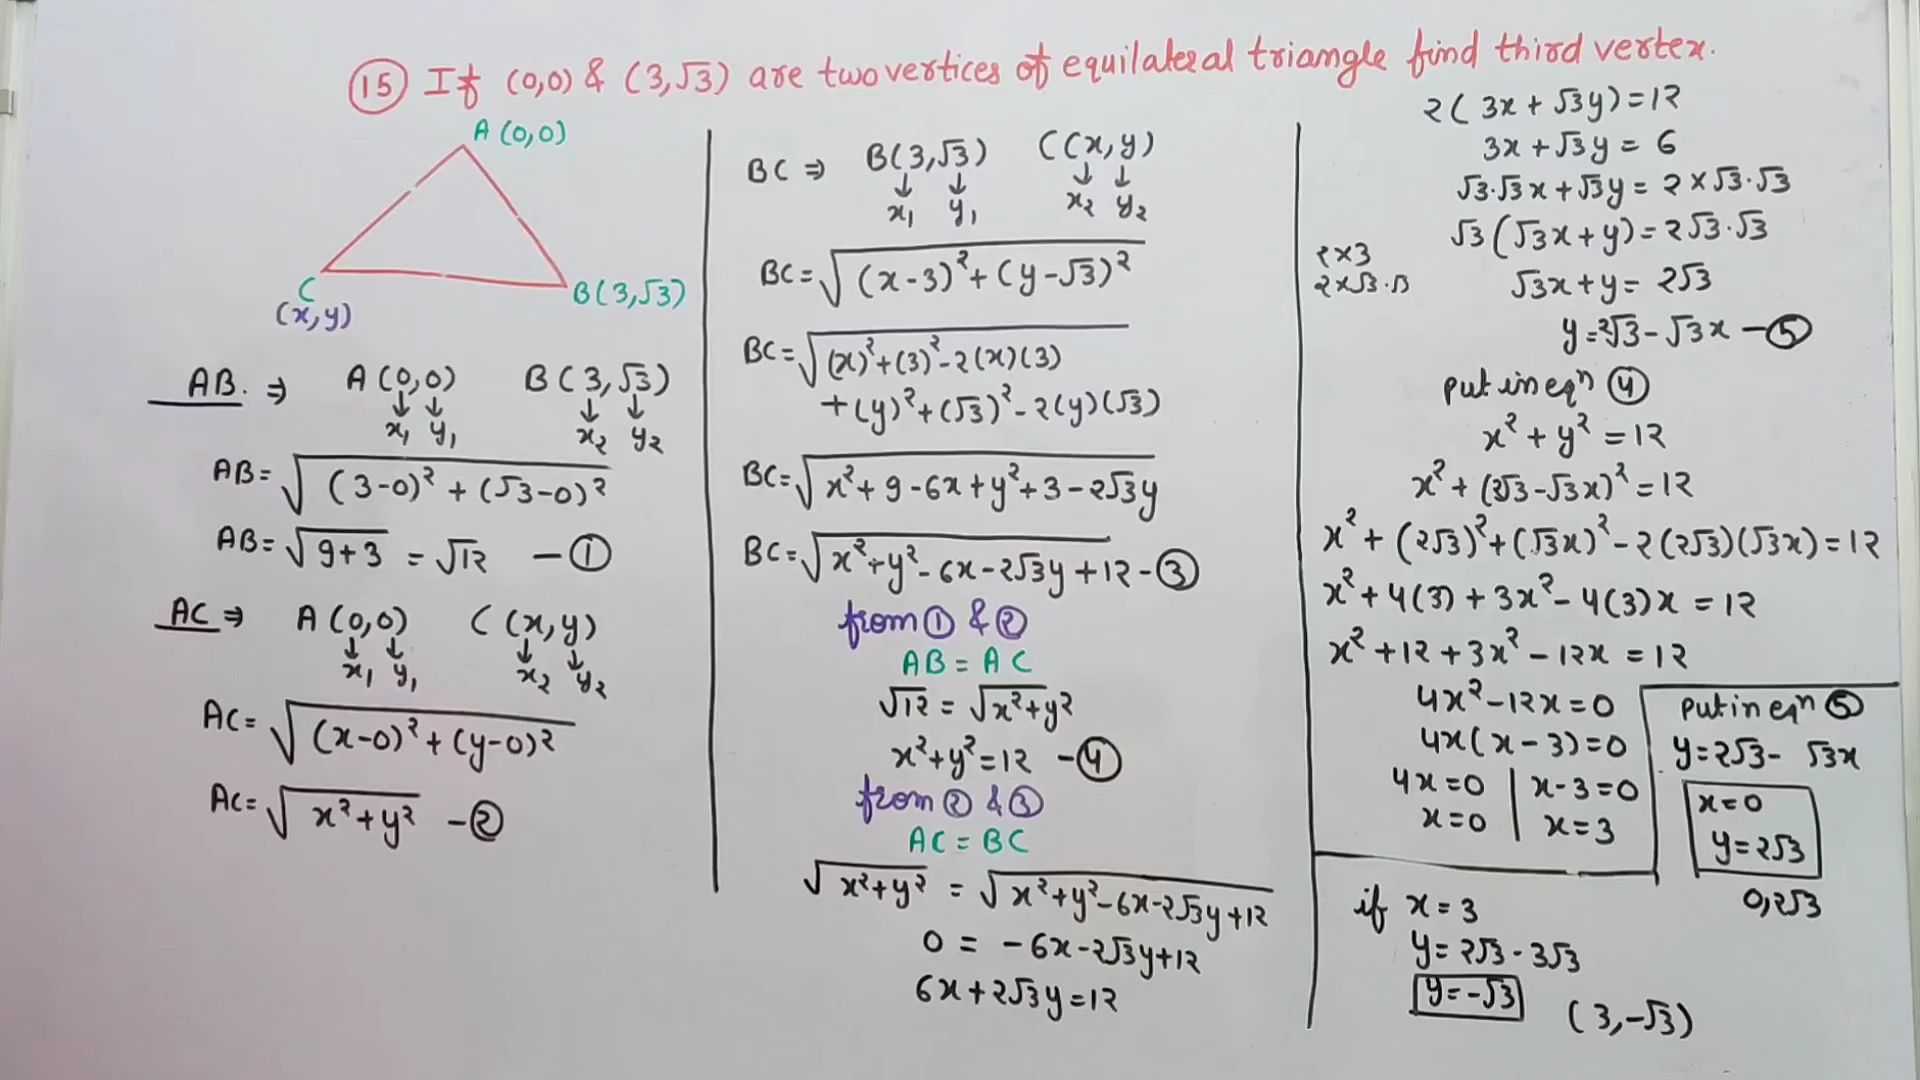 15 If (0,0) & (3,√3) are two vertices of equilateral triangle find third vertex.
A (0,0)
C
(x,y)
B(3,√3)
AB. ⇒ A (0,0) B(3,√3)
↓ ↓ ↓ ↓
x₁ y₁ x₂ y₂
AB = √(3-0)² + (√3-0)²
AB = √9+3 = √12 - ①
AC ⇒ A (0,0) C (x,y)
↓ ↓ ↓ ↓
x₁ y₁ x₂ y₂
AC = √(x-0)² + (y-0)²
AC = √x²+y² - ②
BC ⇒ B(3,√3) C(x,y)
↓ ↓ ↓ ↓
x₁ y₁ x₂ y₂
BC = √(x-3)² + (y-√3)²
BC = √(x)²+(3)²-2(x)(3)
+(y)²+(√3)²-2(y)(√3)
BC = √x²+9-6x+y²+3-2√3y
BC = √x²+y²-6x-2√3y+12 - ③
from ① & ②
AB = AC
√12 = √x²+y²
x²+y²=12 - ④
from ② & ③
AC = BC
√x²+y² = √x²+y²-6x-2√3y+12
0 = -6x-2√3y+12
6x+2√3y=12
2(3x+√3y)=12
3x+√3y = 6
√3·√3x+√3y = 2×√3·√3
√3(√3x+y)=2√3·√3
2×3
2×√3·√3
√3x+y = 2√3
y=2√3-√3x - ⑤
put in eqⁿ ④
x²+y²=12
x²+(2√3-√3x)²=12
x²+(2√3)²+(√3x)²-2(2√3)(√3x)=12
x²+4(3)+3x²-4(3)x = 12
x²+12+3x²-12x = 12
4x²-12x=0
4x(x-3)=0
4x=0 | x-3=0
x=0 | x=3
put in eqⁿ ⑤
y=2√3- √3x
x=0
y=2√3
0,2√3
if x=3
y=2√3-3√3
y=-√3
(3,-√3)